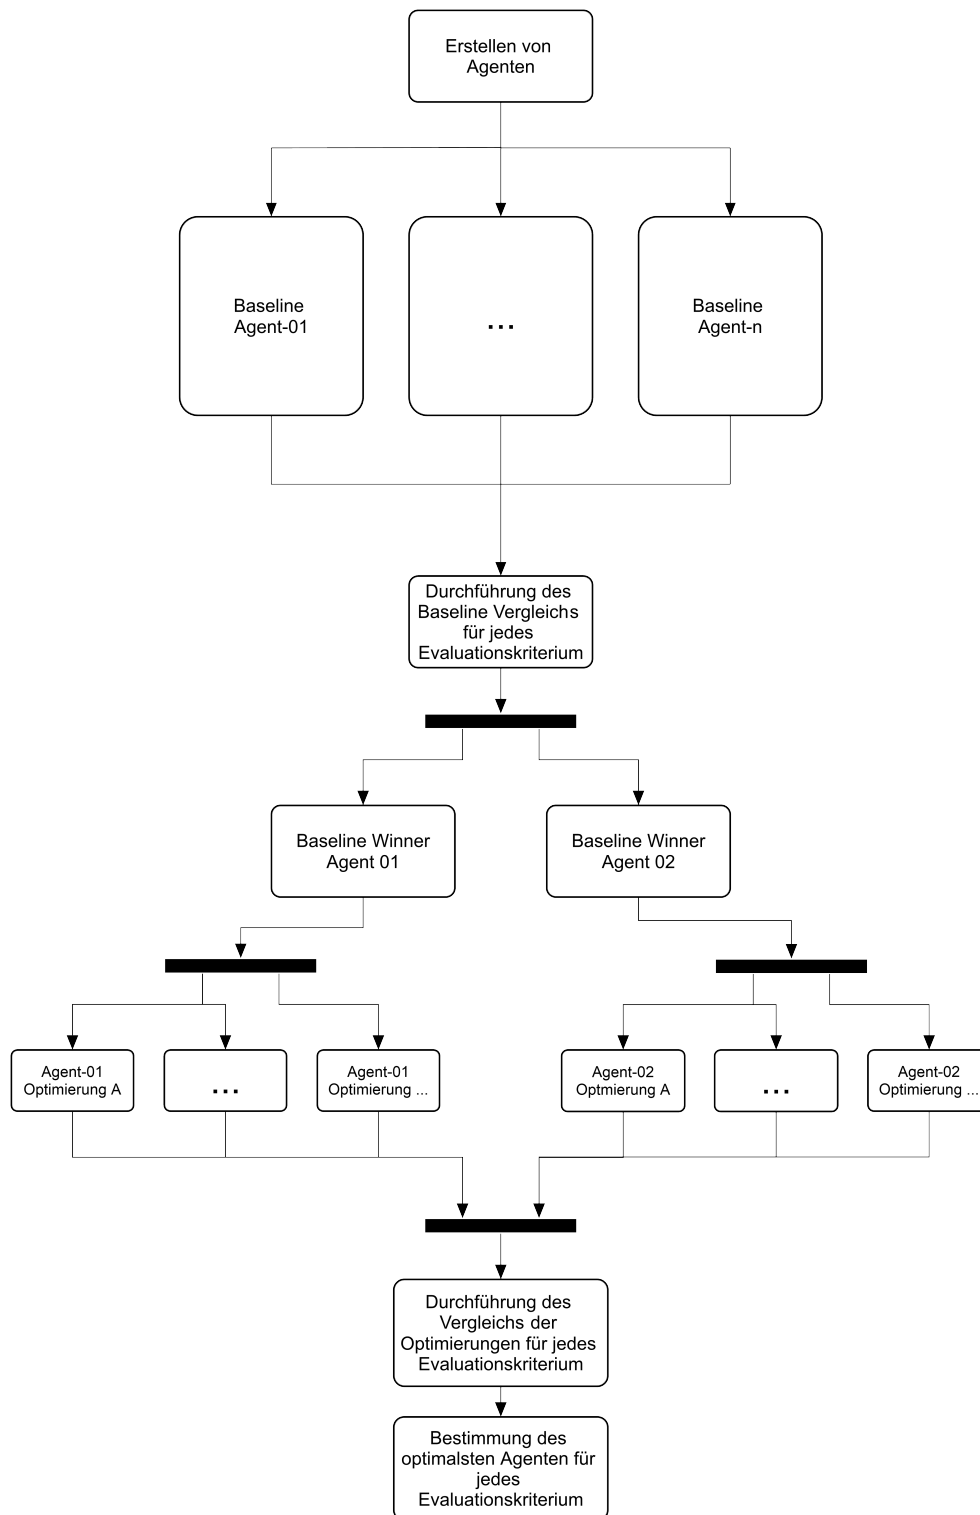 Erstellen von
Agenten
Baseline
Agent-01
...
Baseline
Agent-n
Durchführung des
Baseline Vergleichs
für jedes
Evaluationskriterium
Baseline Winner
Agent 01
Baseline Winner
Agent 02
Agent-01
Optimierung A
...
Agent-01
Optimierung ...
Agent-02
Optmierung A
...
Agent-02
Optimierung ...
Durchführung des
Vergleichs der
Optimierungen für jedes
Evaluationskriterium
Bestimmung des
optimalsten Agenten für
jedes
Evaluationskriterium